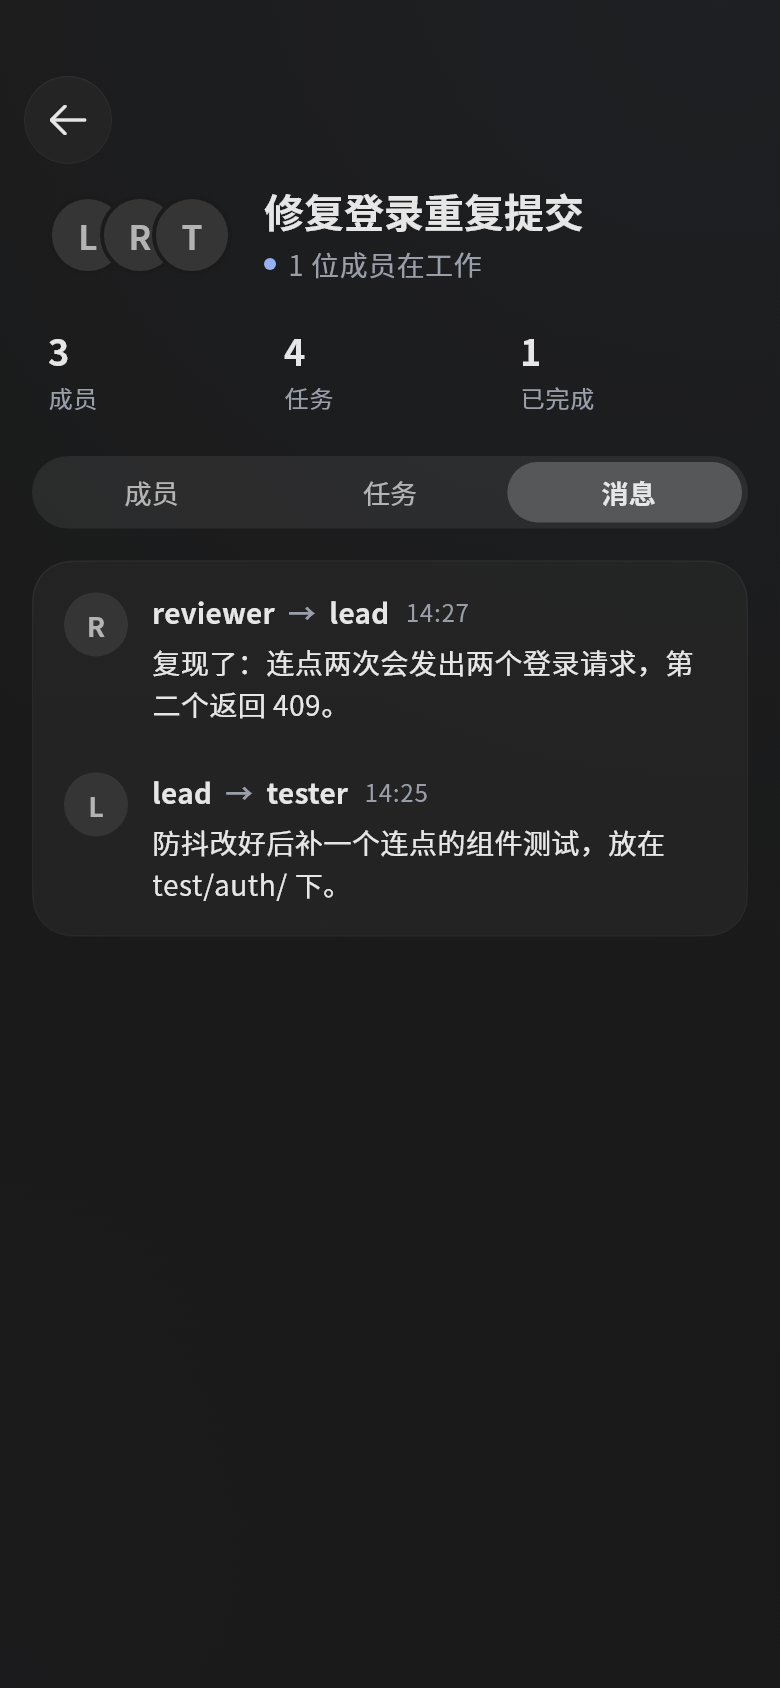 L R T
修复登录重复提交
1 位成员在工作
3 4 1
成员 任务 已完成
成员 任务 消息
R
reviewer → lead 14:27
复现了：连点两次会发出两个登录请求，第
二个返回 409。
L
lead → tester 14:25
防抖改好后补一个连点的组件测试，放在
test/auth/ 下。